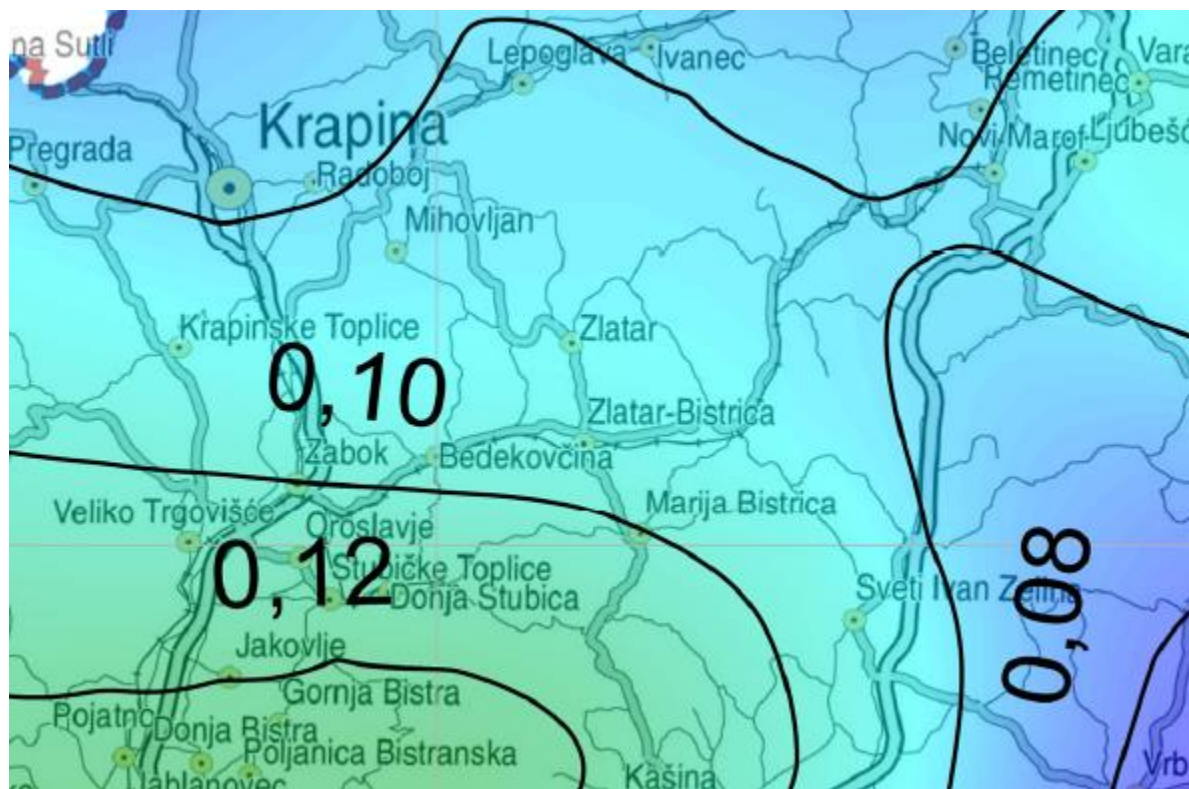 na Sutli
Lepoglava
Ivanec
Beletinec
Vara
Remetinec
Krapina
Novi Marof
Ljubešć
Pregrada
Radoboj
Mihovljan
Krapinske Toplice
Zlatar
0,10
Zlatar-Bistrica
Zabok
Bedekovčina
Veliko Trgovišće
Marija Bistrica
Oroslavje
0,12
Stubičke Toplice
Donja Stubica
Sveti Ivan Zelina
0,08
Jakovlje
Gornja Bistra
Pojatno
Donja Bistra
Poljanica Bistranska
Jablanovec
Kašina
Vrb